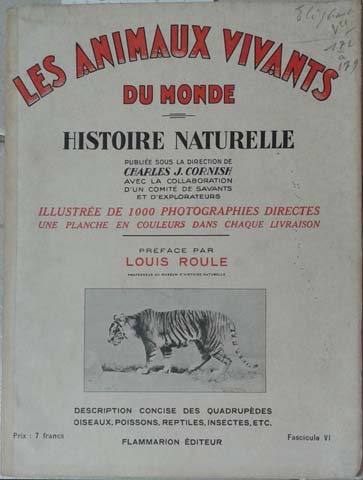 LES ANIMAUX VIVANTS
DU MONDE
HISTOIRE NATURELLE
PUBLIÉE SOUS LA DIRECTION DE
CHARLES J. CORNISH
AVEC LA COLLABORATION
D'UN COMITÉ DE SAVANTS
ET D'EXPLORATEURS
ILLUSTRÉE DE 1000 PHOTOGRAPHIES DIRECTES
UNE PLANCHE EN COULEURS DANS CHAQUE LIVRAISON
PRÉFACE PAR
LOUIS ROULE
PROFESSEUR AU MUSEUM D'HISTOIRE NATURELLE
DESCRIPTION CONCISE DES QUADRUPÈDES
OISEAUX, POISSONS, REPTILES, INSECTES, ETC.
Prix : 7 francs
FLAMMARION ÉDITEUR
Fascicule VI